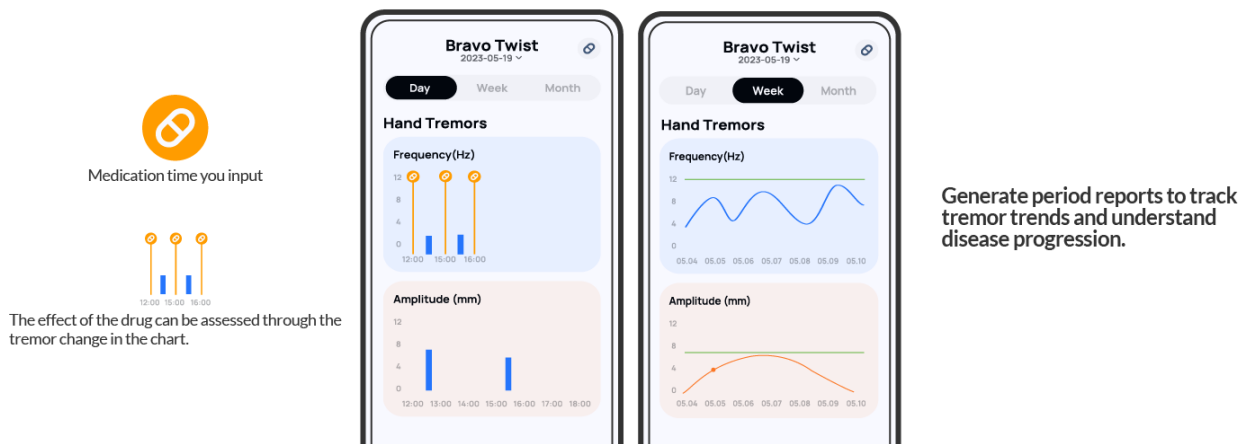 Medication time you input
12:00 15:00 16:00
The effect of the drug can be assessed through the
tremor change in the chart.
Bravo Twist
2023-05-19
Day Week Month
Hand Tremors
Frequency(Hz)
12
8
4
0
12:00 15:00 16:00
Amplitude (mm)
12
8
4
0
12:00 13:00 14:00 15:00 16:00 17:00 18:00
Bravo Twist
2023-05-19
Day Week Month
Hand Tremors
Frequency(Hz)
12
8
4
0
05.04 05.05 05.06 05.07 05.08 05.09 05.10
Amplitude (mm)
12
8
4
0
05.04 05.05 05.06 05.07 05.08 05.09 05.10
Generate period reports to track
tremor trends and understand
disease progression.